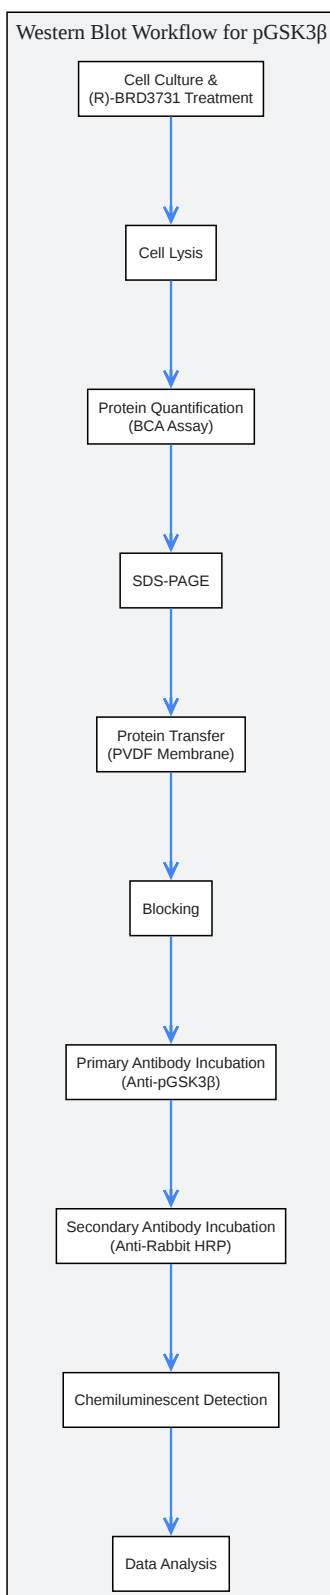 Western Blot Workflow for pGSK3β
Cell Culture &
(R)-BRD3731 Treatment
Cell Lysis
Protein Quantification
(BCA Assay)
SDS-PAGE
Protein Transfer
(PVDF Membrane)
Blocking
Primary Antibody Incubation
(Anti-pGSK3β)
Secondary Antibody Incubation
(Anti-Rabbit HRP)
Chemiluminescent Detection
Data Analysis